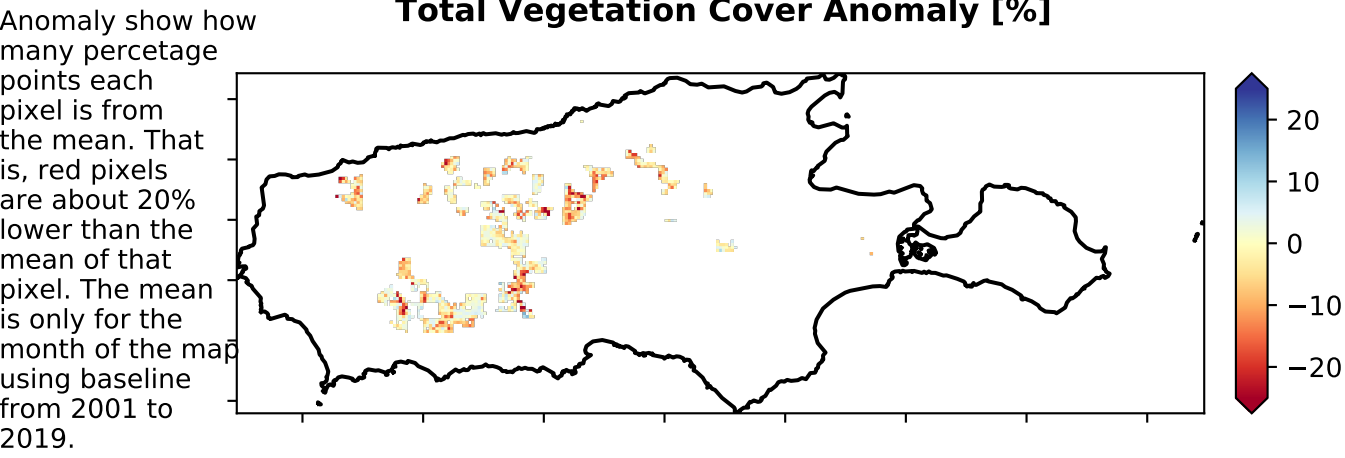 Total Vegetation Cover Anomaly [%]
Anomaly show how
many percetage
points each
pixel is from
the mean. That
is, red pixels
are about 20%
lower than the
mean of that
pixel. The mean
is only for the
month of the map
using baseline
from 2001 to
2019.
20
10
0
−10
−20